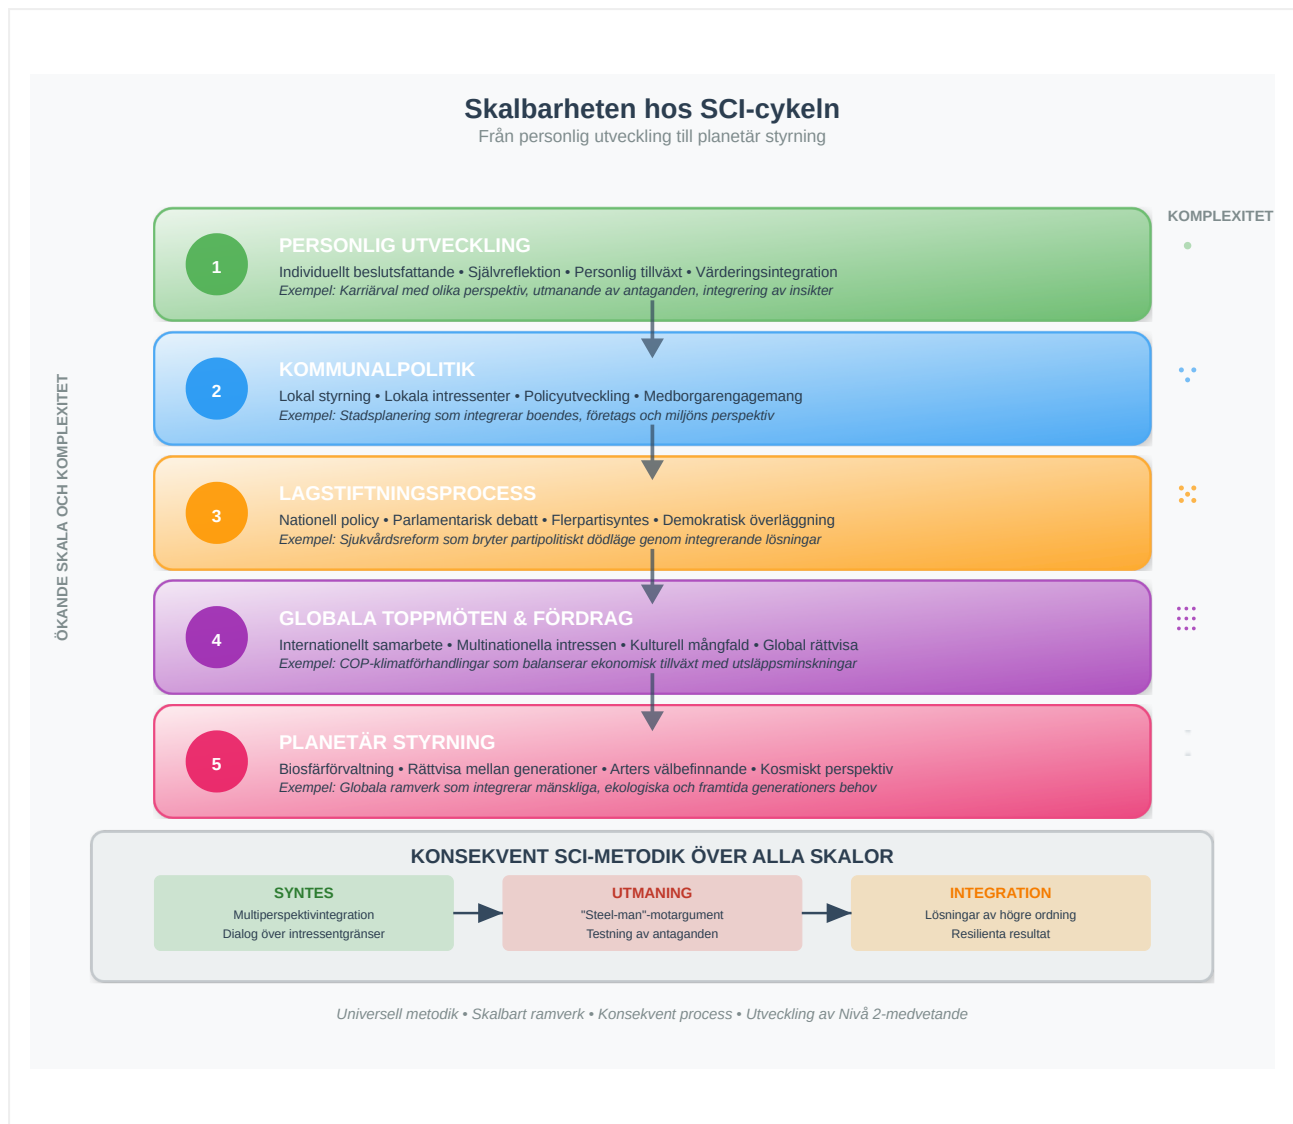 Skalbarheten hos SCI-cykeln
Från personlig utveckling till planetär styrning
KOMPLEXITET
ÖKANDE SKALA OCH KOMPLEXITET
1
PERSONLIG UTVECKLING
Individuellt beslutsfattande • Självreflektion • Personlig tillväxt • Värderingsintegration
Exempel: Karriärval med olika perspektiv, utmanande av antaganden, integrering av insikter
2
KOMMUNALPOLITIK
Lokal styrning • Lokala intressenter • Policyutveckling • Medborgarengagemang
Exempel: Stadsplanering som integrerar boendes, företags och miljöns perspektiv
3
LAGSTIFTNINGSPROCESS
Nationell policy • Parlamentarisk debatt • Flerpartisyntes • Demokratisk överläggning
Exempel: Sjukvårdsreform som bryter partipolitiskt dödläge genom integrerande lösningar
4
GLOBALA TOPPMÖTEN & FÖRDRAG
Internationellt samarbete • Multinationella intressen • Kulturell mångfald • Global rättvisa
Exempel: COP-klimatförhandlingar som balanserar ekonomisk tillväxt med utsläppsminskningar
5
PLANETÄR STYRNING
Biosfärförvaltning • Rättvisa mellan generationer • Arters välbefinnande • Kosmiskt perspektiv
Exempel: Globala ramverk som integrerar mänskliga, ekologiska och framtida generationers behov
KONSEKVENT SCI-METODIK ÖVER ALLA SKALOR
SYNTES
Multiperspektivintegration
Dialog över intressentgränser
UTMANING
"Steel-man"-motargument
Testning av antaganden
INTEGRATION
Lösningar av högre ordning
Resilienta resultat
Universell metodik • Skalbart ramverk • Konsekvent process • Utveckling av Nivå 2-medvetande